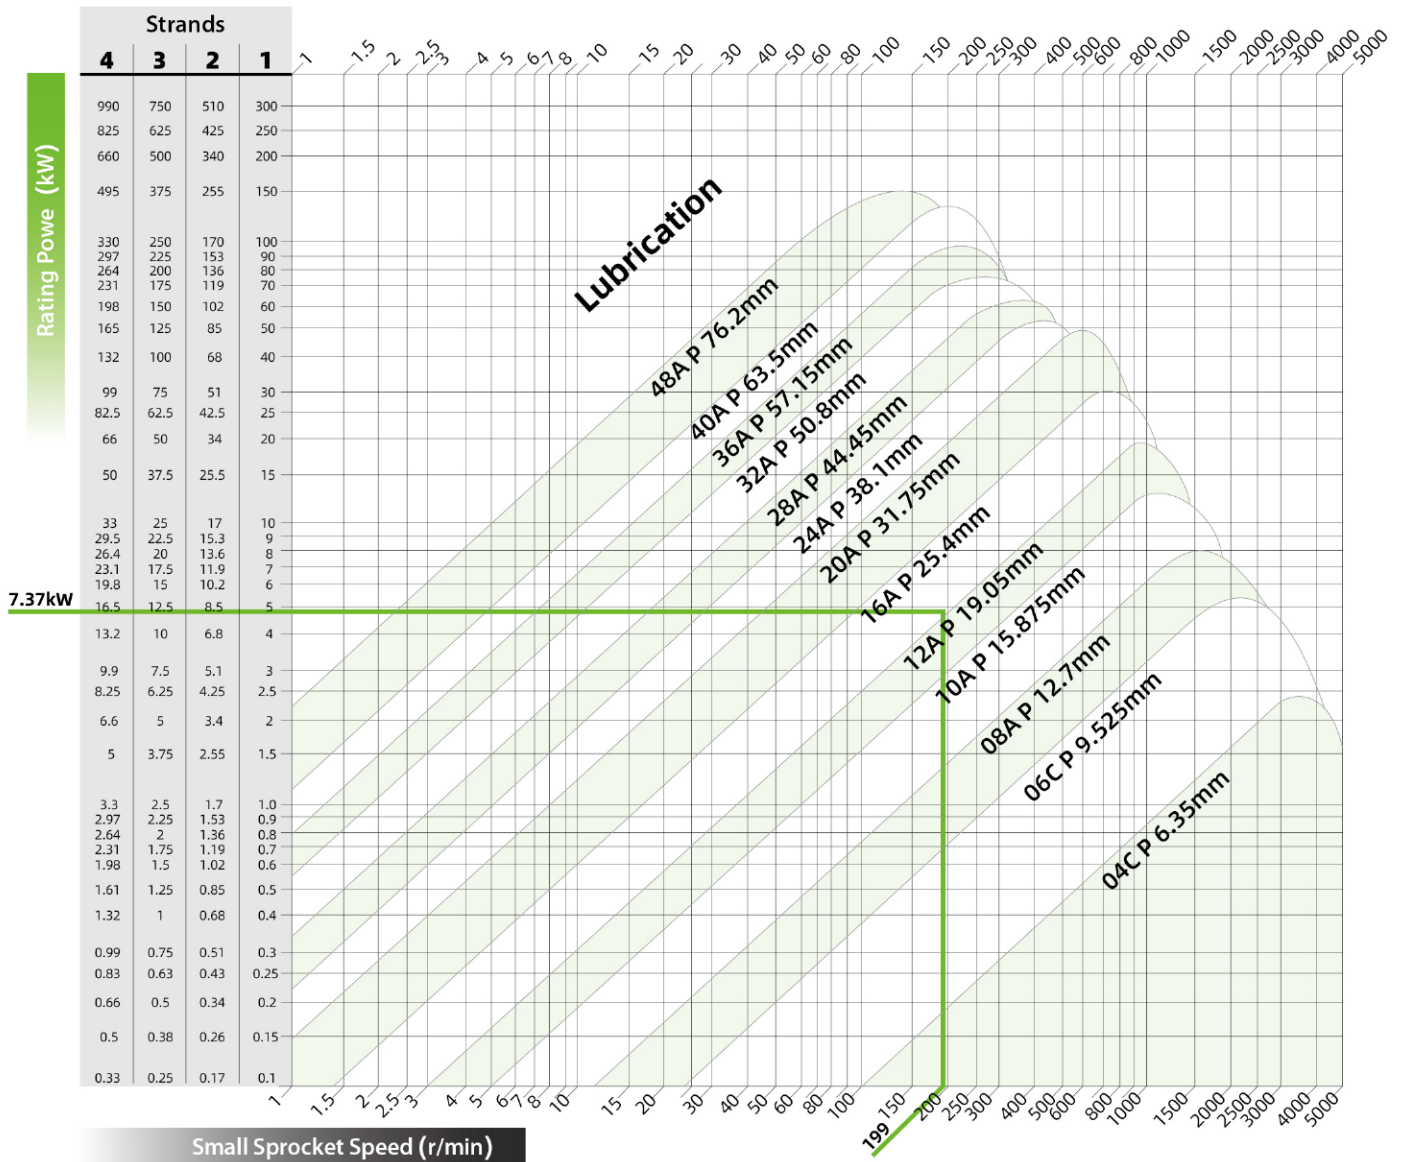 Strands
4 3 2 1
1 1.5 2 2.5 3 4 5 6 7 8 10 15 20 30 40 50 60 80 100 150 200 250 300 400 500 600 800 1000 1500 2000 2500 3000 4000 5000
Rating Powe (kW)
990 750 510 300
825 625 425 250
660 500 340 200
495 375 255 150
330 250 170 100
297 225 153 90
264 200 136 80
231 175 119 70
198 150 102 60
165 125 85 50
132 100 68 40
99 75 51 30
82.5 62.5 42.5 25
66 50 34 20
50 37.5 25.5 15
33 25 17 10
29.5 22.5 15.3 9
26.4 20 13.6 8
23.1 17.5 11.9 7
19.8 15 10.2 6
7.37kW
16.5 12.5 8.5 5
13.2 10 6.8 4
9.9 7.5 5.1 3
8.25 6.25 4.25 2.5
6.6 5 3.4 2
5 3.75 2.55 1.5
3.3 2.5 1.7 1.0
2.97 2.25 1.53 0.9
2.64 2 1.36 0.8
2.31 1.75 1.19 0.7
1.98 1.5 1.02 0.6
1.61 1.25 0.85 0.5
1.32 1 0.68 0.4
0.99 0.75 0.51 0.3
0.83 0.63 0.43 0.25
0.66 0.5 0.34 0.2
0.5 0.38 0.26 0.15
0.33 0.25 0.17 0.1
Lubrication
48A P 76.2mm
40A P 63.5mm
36A P 57.15mm
32A P 50.8mm
28A P 44.45mm
24A P 38.1mm
20A P 31.75mm
16A P 25.4mm
12A P 19.05mm
10A P 15.875mm
08A P 12.7mm
06C P 9.525mm
04C P 6.35mm
1 1.5 2 2.5 3 4 5 6 7 8 10 15 20 30 40 50 60 80 100 150 200 250 300 400 500 600 800 1000 1500 2000 2500 3000 4000 5000
199
Small Sprocket Speed (r/min)